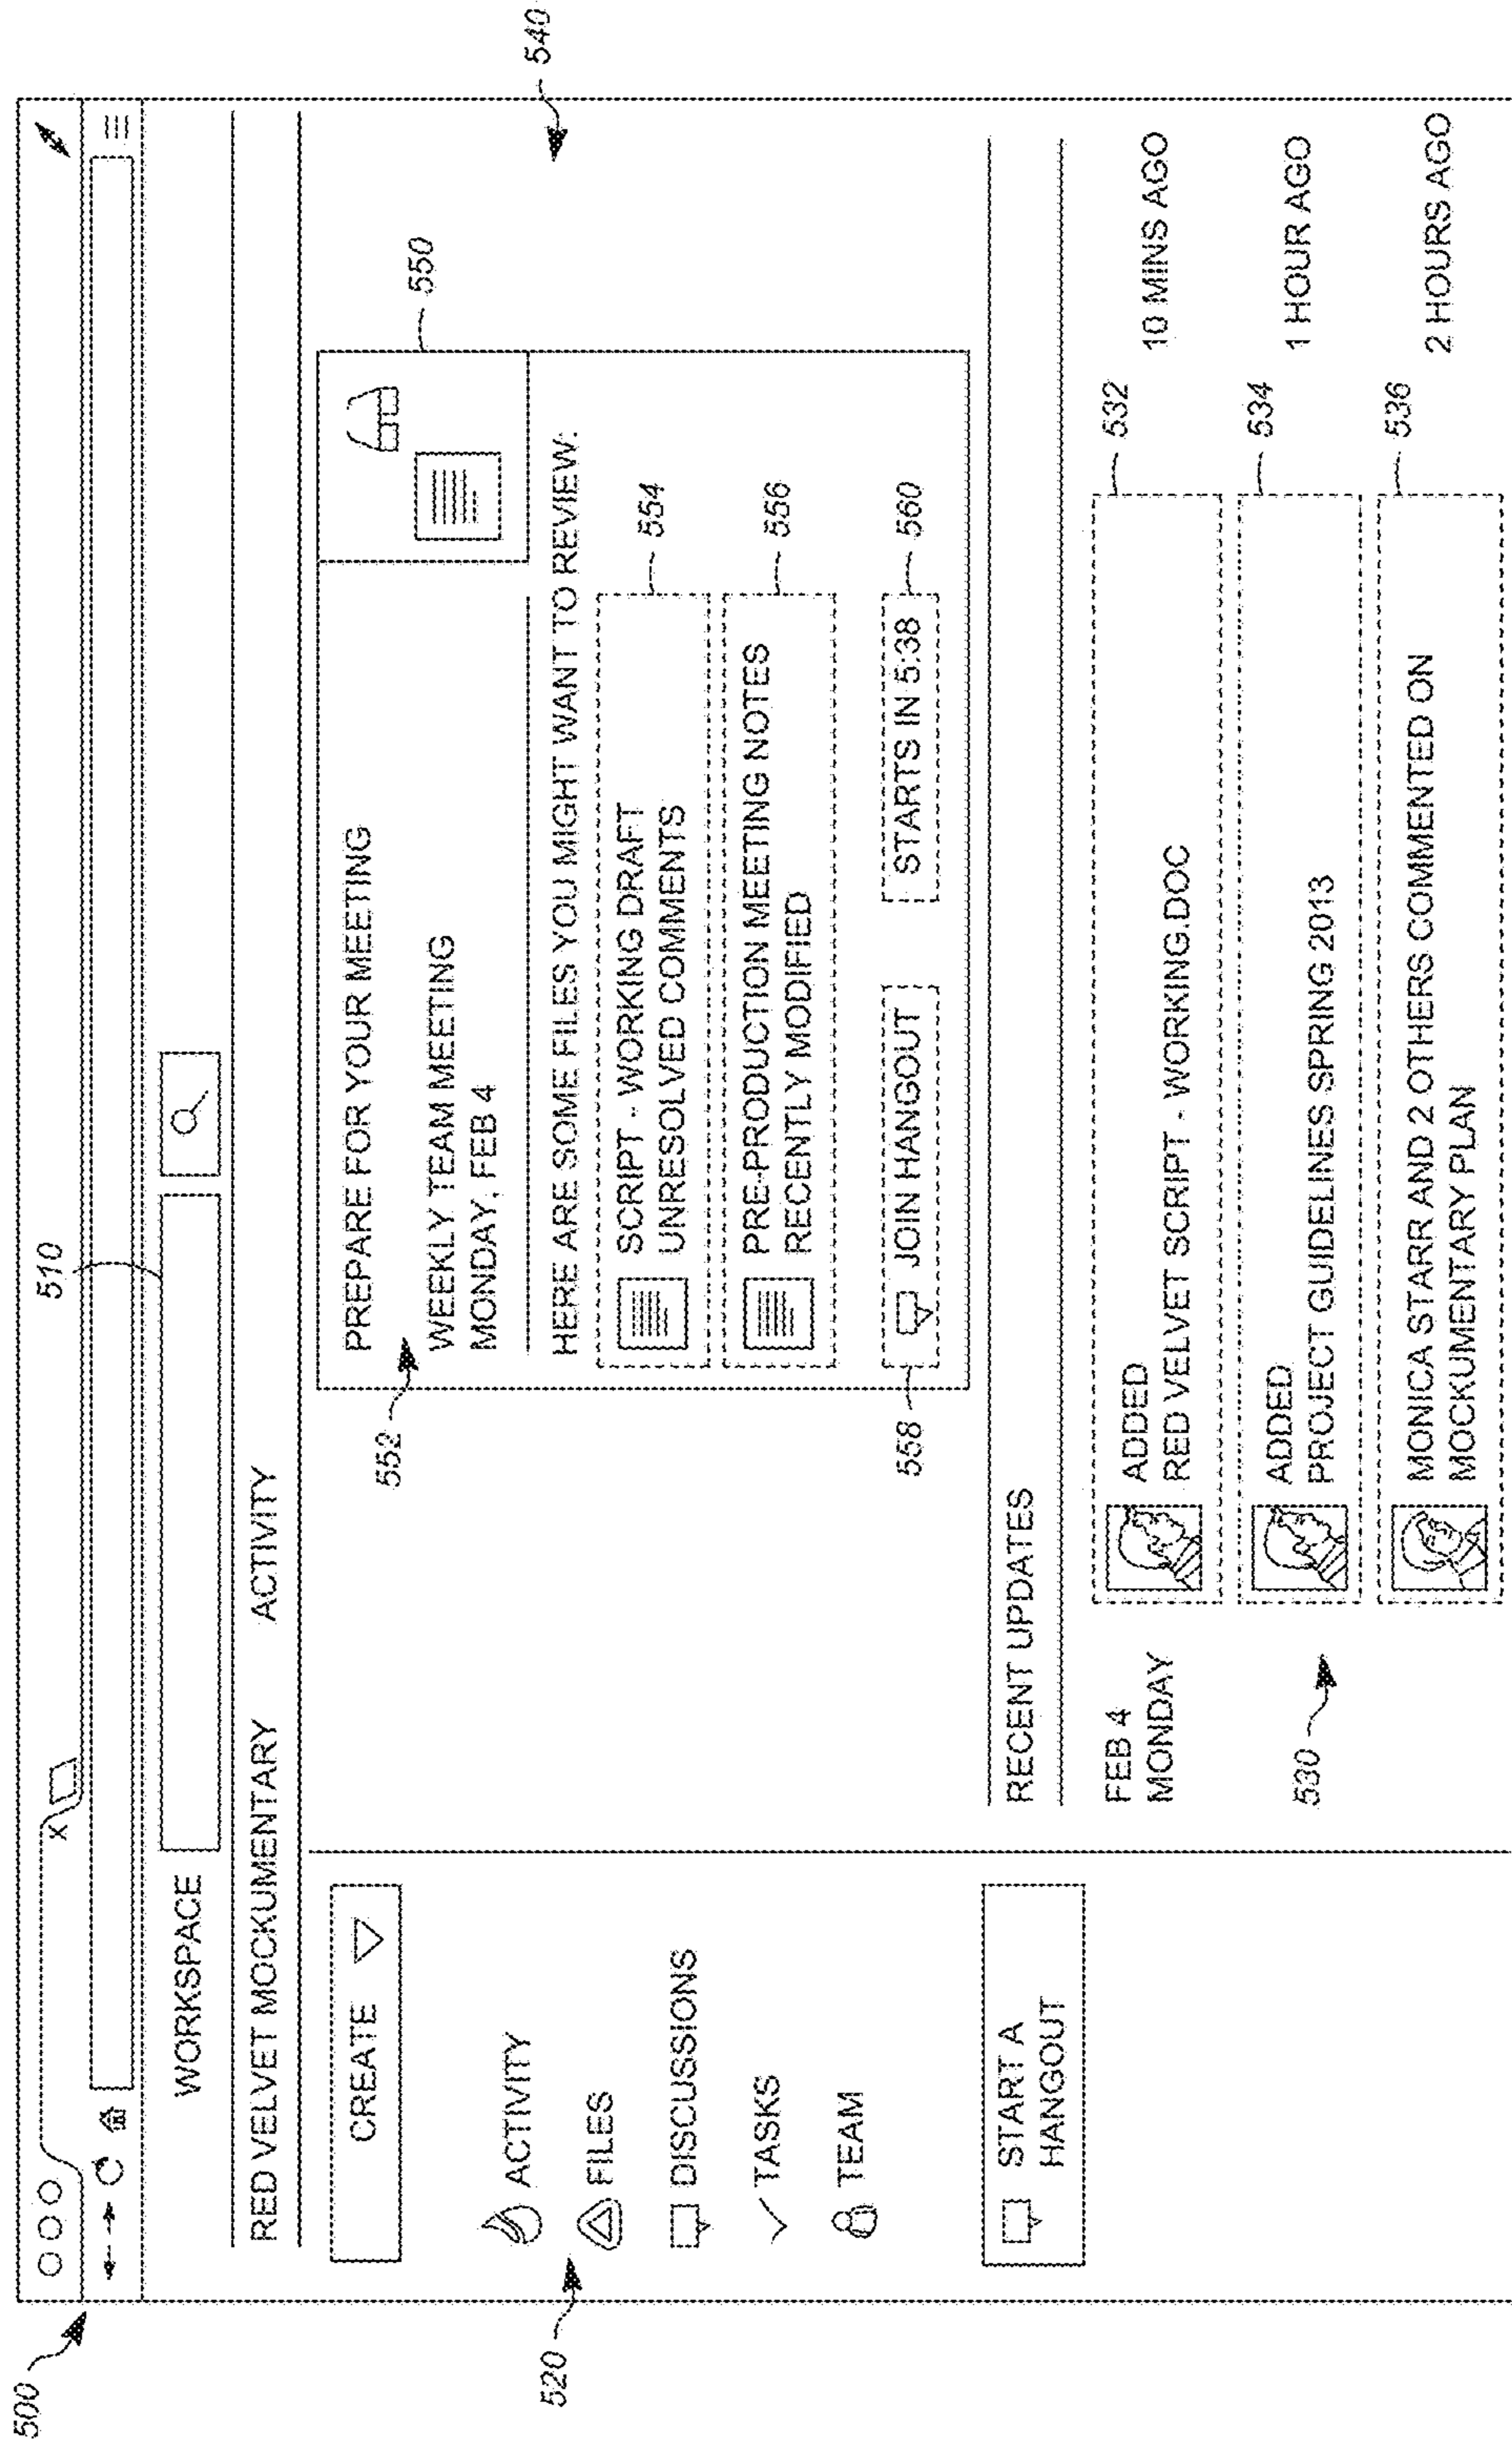 500
510
X
WORKSPACE
RED VELVET MOCKUMENTARY ACTIVITY
CREATE
ACTIVITY
FILES
DISCUSSIONS
TASKS
TEAM
520
START A
HANGOUT
540
550
552
PREPARE FOR YOUR MEETING
WEEKLY TEAM MEETING
MONDAY, FEB 4
HERE ARE SOME FILES YOU MIGHT WANT TO REVIEW:
SCRIPT - WORKING DRAFT
UNRESOLVED COMMENTS
554
PRE-PRODUCTION MEETING NOTES
RECENTLY MODIFIED
556
558
JOIN HANGOUT
STARTS IN 5:38
560
RECENT UPDATES
FEB 4
MONDAY
530
ADDED
RED VELVET SCRIPT - WORKING.DOC
532
10 MINS AGO
ADDED
PROJECT GUIDELINES SPRING 2013
534
1 HOUR AGO
MONICA STARR AND 2 OTHERS COMMENTED ON
MOCKUMENTARY PLAN
536
2 HOURS AGO